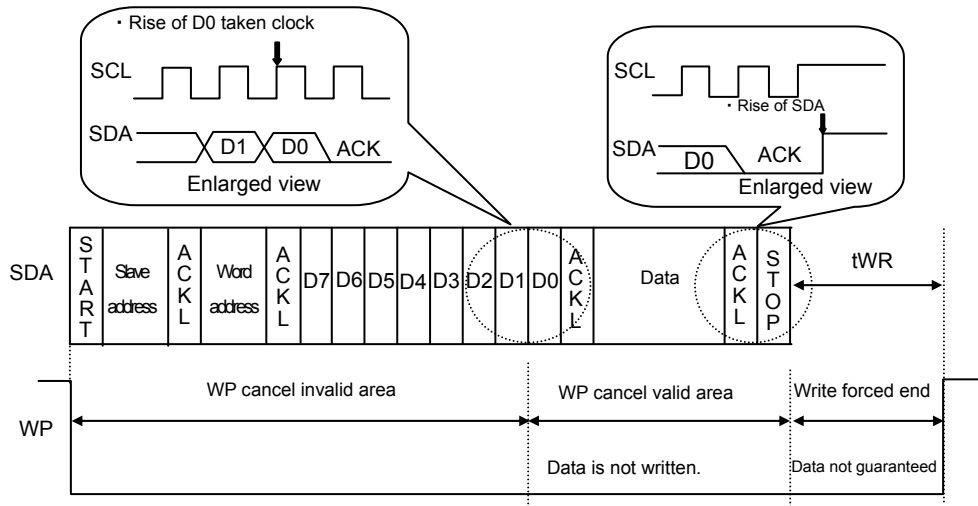 ・Rise of D0 taken clock
SCL
SDA
D1
D0
ACK
Enlarged view
SCL
・Rise of SDA
SDA
D0
ACK
Enlarged view
SDA
START
Slave address
ACKL
Word address
ACKL
D7
D6
D5
D4
D3
D2
D1
D0
ACKL
Data
ACKL
STOP
tWR
WP cancel invalid area
WP cancel valid area
Write forced end
WP
Data is not written.
Data not guaranteed